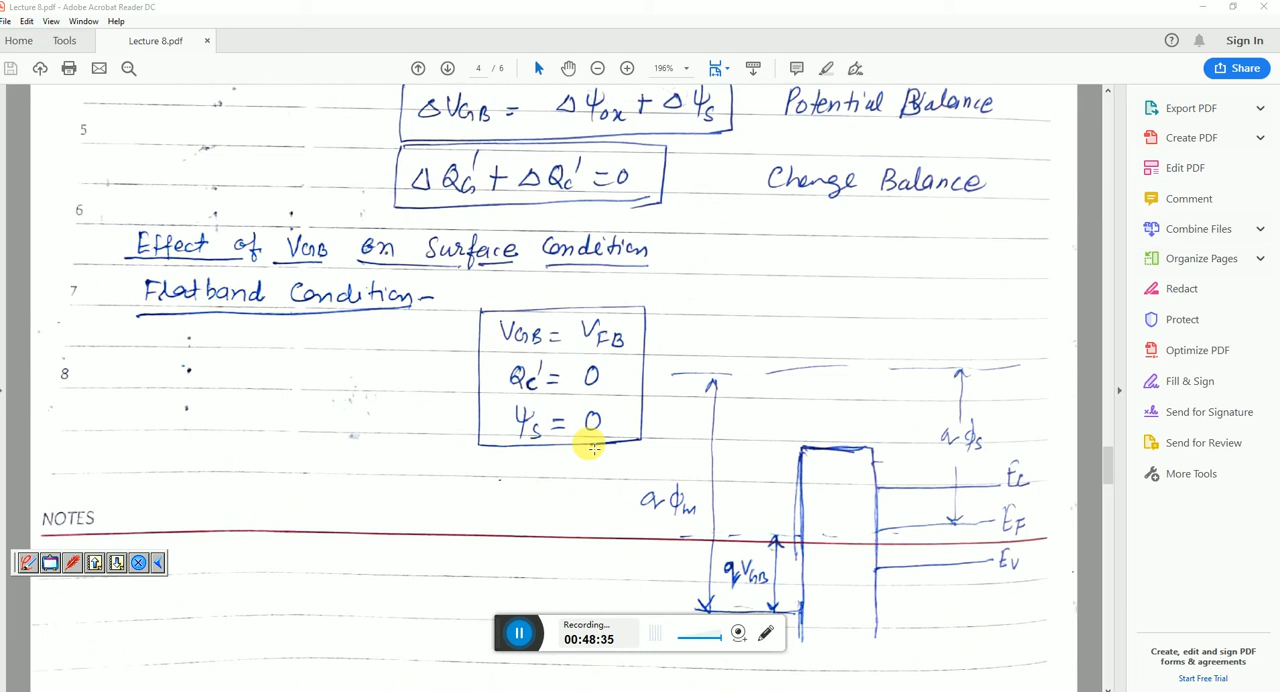 Lecture 8.pdf - Adobe Acrobat Reader DC
File Edit View Window Help
Home Tools Lecture 8.pdf × Sign In
4 / 6 196% Share
ΔVGB = Δψox + Δψs Potential Balance
5
ΔQG' + ΔQc' = 0 Change Balance
6
Effect of VGB on Surface Condition
7 Flatband Condition-
VGB = VFB
8 Qc' = 0
ψs = 0
qφs
Ec
qφm
NOTES
EF
EV
qVGB
Recording...
00:48:35
Export PDF
Create PDF
Edit PDF
Comment
Combine Files
Organize Pages
Redact
Protect
Optimize PDF
Fill & Sign
Send for Signature
Send for Review
More Tools
Create, edit and sign PDF
forms & agreements
Start Free Trial